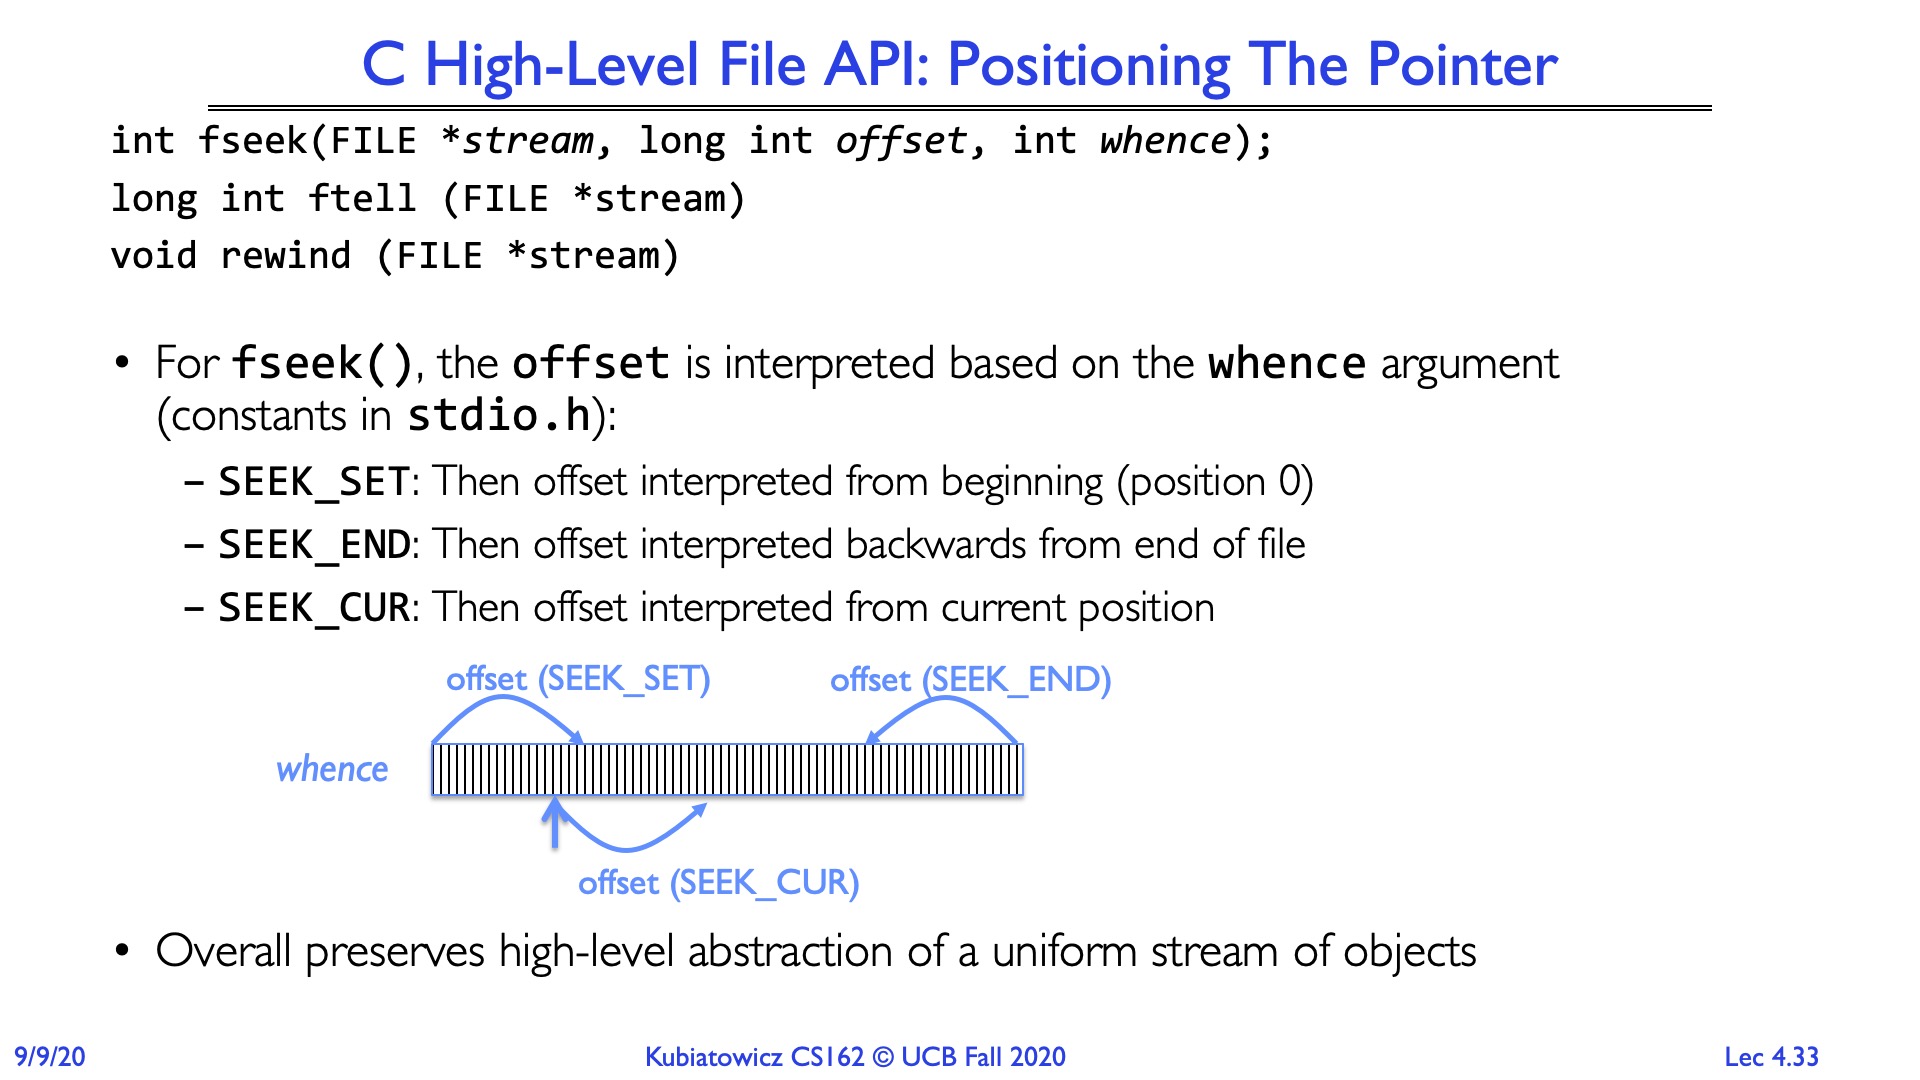 C High-Level File API: Positioning The Pointer
int fseek(FILE *stream, long int offset, int whence);
long int ftell (FILE *stream)
void rewind (FILE *stream)
• For fseek(), the offset is interpreted based on the whence argument
(constants in stdio.h):
– SEEK_SET: Then offset interpreted from beginning (position 0)
– SEEK_END: Then offset interpreted backwards from end of file
– SEEK_CUR: Then offset interpreted from current position
offset (SEEK_SET) offset (SEEK_END)
whence
offset (SEEK_CUR)
• Overall preserves high-level abstraction of a uniform stream of objects
9/9/20 Kubiatowicz CS162 © UCB Fall 2020 Lec 4.33